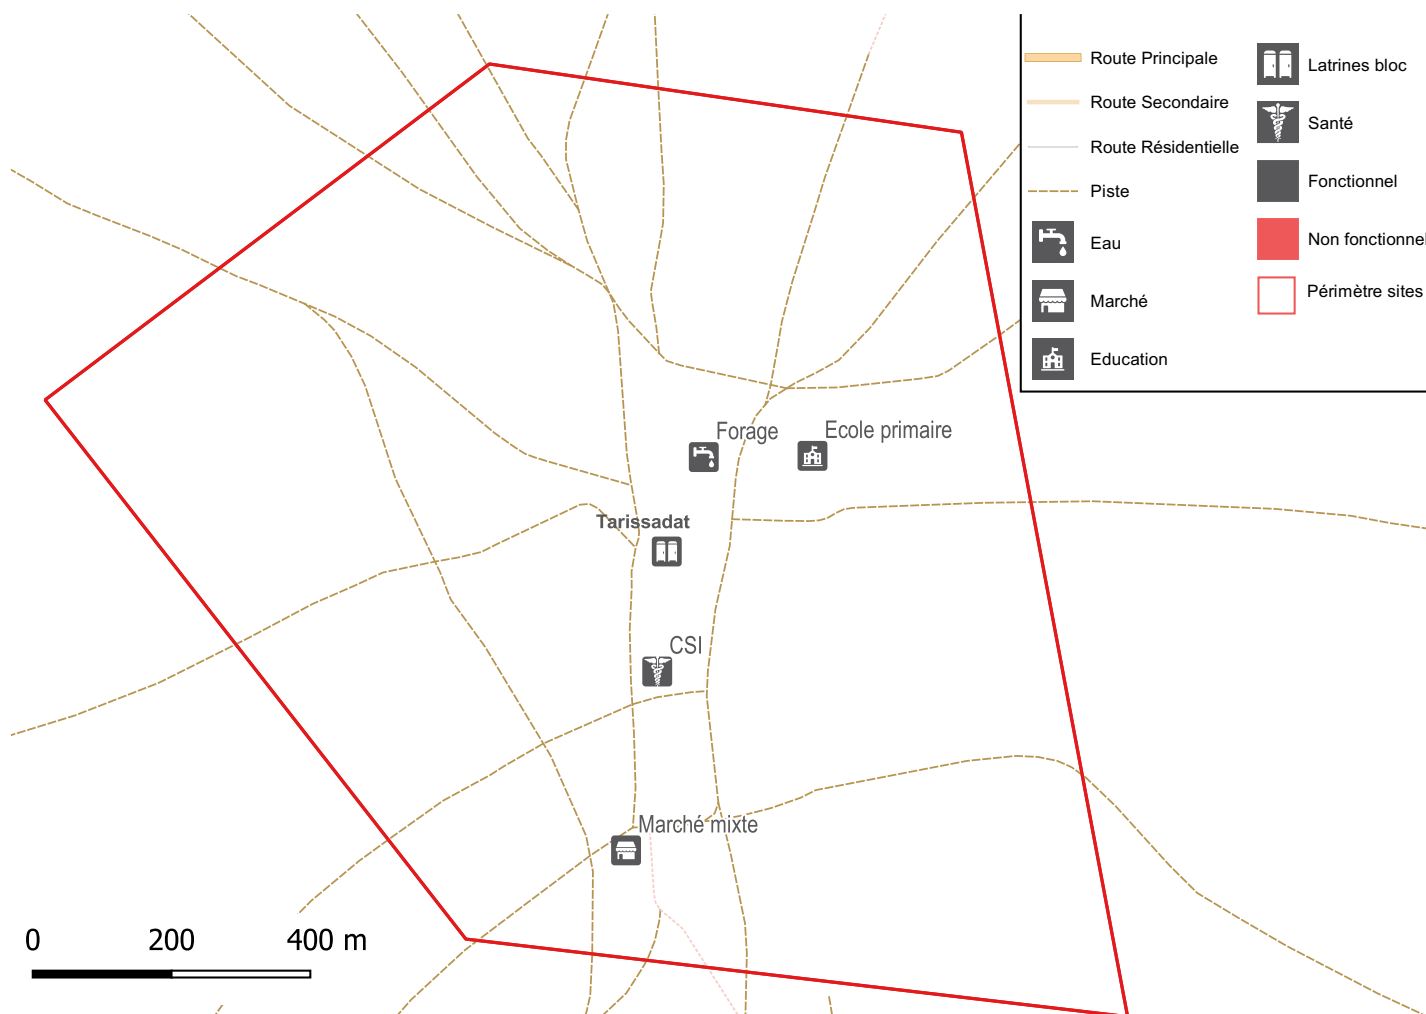 Route Principale
Route Secondaire
Route Résidentielle
Piste
Eau
Marché
Education
Latrines bloc
Santé
Fonctionnel
Non fonctionnel
Périmètre sites
Forage
Ecole primaire
Tarissadat
CSI
Marché mixte
0 200 400 m